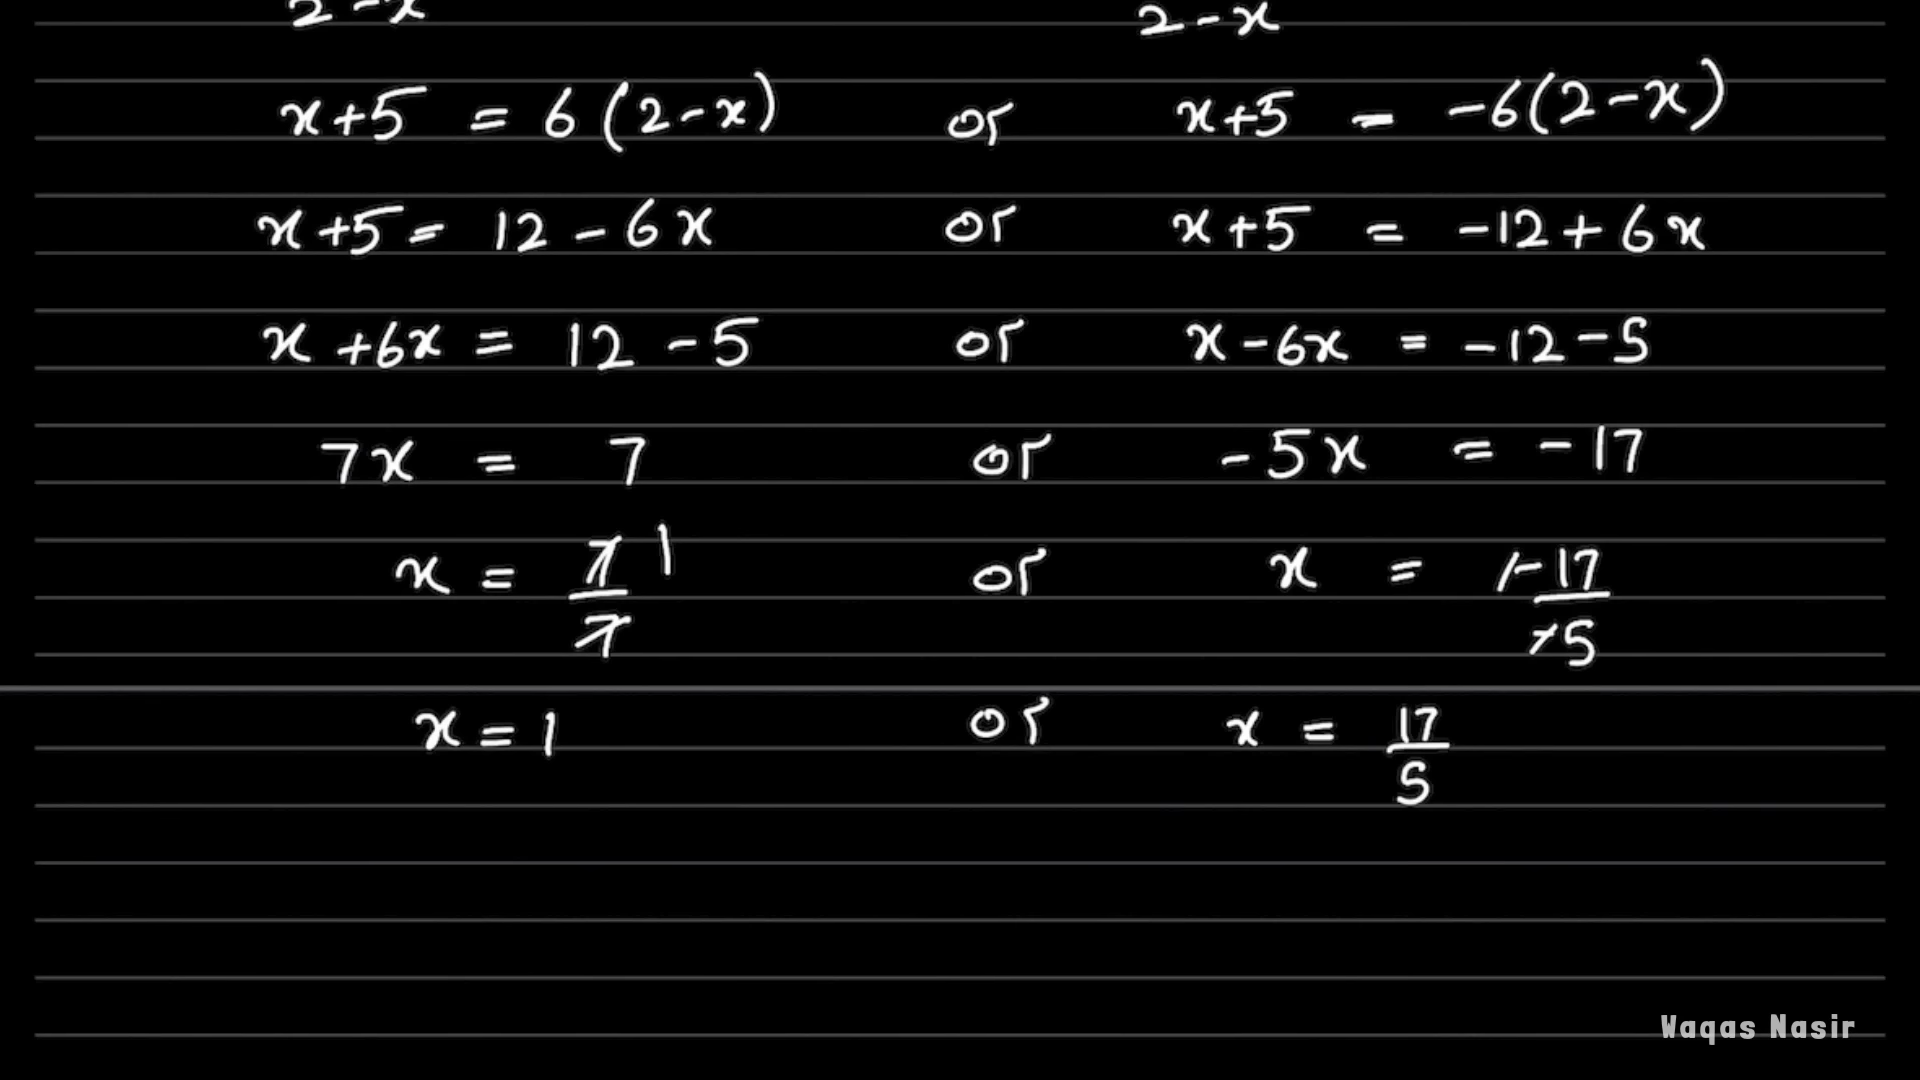 2-x 2-x
x+5 = 6(2-x) or x+5 = -6(2-x)
x+5 = 12-6x or x+5 = -12+6x
x+6x = 12-5 or x-6x = -12-5
7x = 7 or -5x = -17
x = 7/7 1 or x = -17/-5
x = 1 or x = 17/5
Waqas Nasir